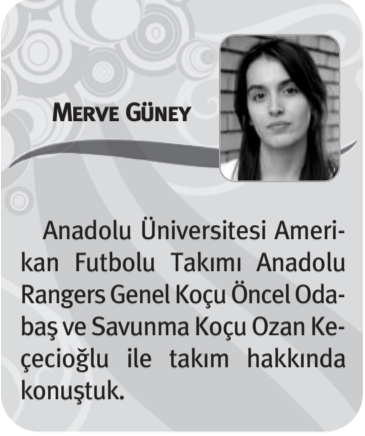 MERVE GÜNEY
Anadolu Üniversitesi Ameri-
kan Futbolu Takımı Anadolu
Rangers Genel Koçu Öncel Oda-
baş ve Savunma Koçu Ozan Ke-
çecioğlu ile takım hakkında
konuştuk.